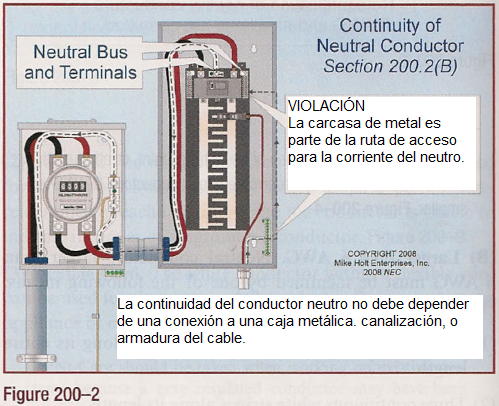 Continuity of
Neutral Conductor
Section 200.2(B)
Neutral Bus
and Terminals
VIOLACIÓN
La carcasa de metal es
parte de la ruta de acceso
para la corriente del neutro.
COPYRIGHT 2008
Mike Holt Enterprises, Inc.
2008 NEC
La continuidad del conductor neutro no debe depender
de una conexión a una caja metálica. canalización, o
armadura del cable.
Figure 200–2